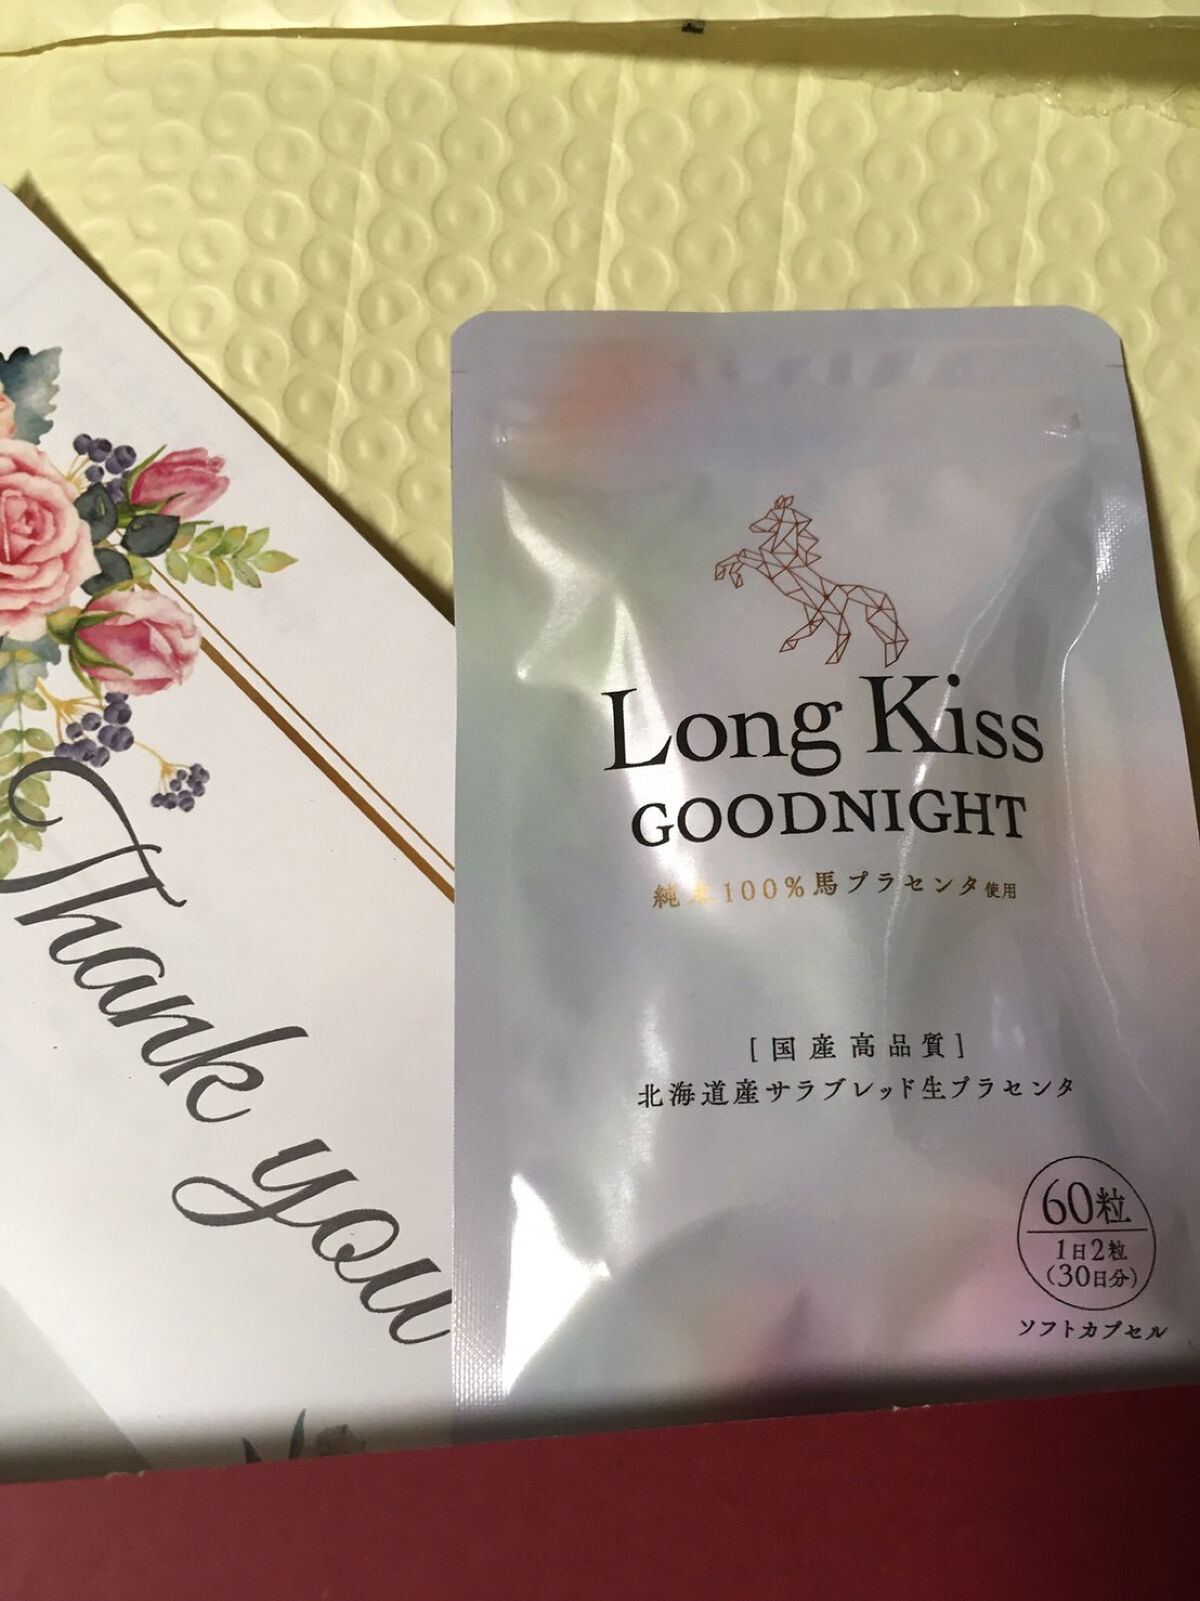 Thank you
Long Kiss
GOODNIGHT
純末100%馬プラセンタ使用
[国産高品質]
北海道産サラブレッド生プラセンタ
60粒
1日2粒
(30日分)
ソフトカプセル